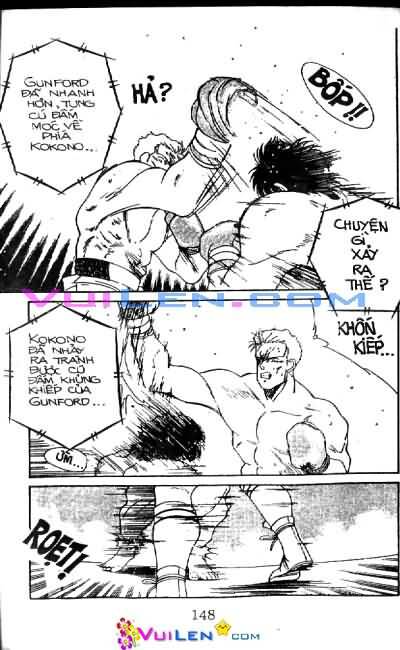 GUNFORD
ĐÃ NHANH
HƠN, TUNG
CÚ ĐẤM
MÓC VỀ
PHÍA
KOKONO...
HẢ?
BỐP!!
CHUYỆN
GÌ
XẢY
RA
THẾ?
VUILEN.COM
KHỐN
KIẾP...
KOKONO
ĐÃ NHẢY
RA TRÁNH
ĐƯỢC CÚ
ĐẤM KHỦNG
KHIẾP CỦA
GUNFORD...
ỪM...
ROẸT!!
148
VUILEN.COM